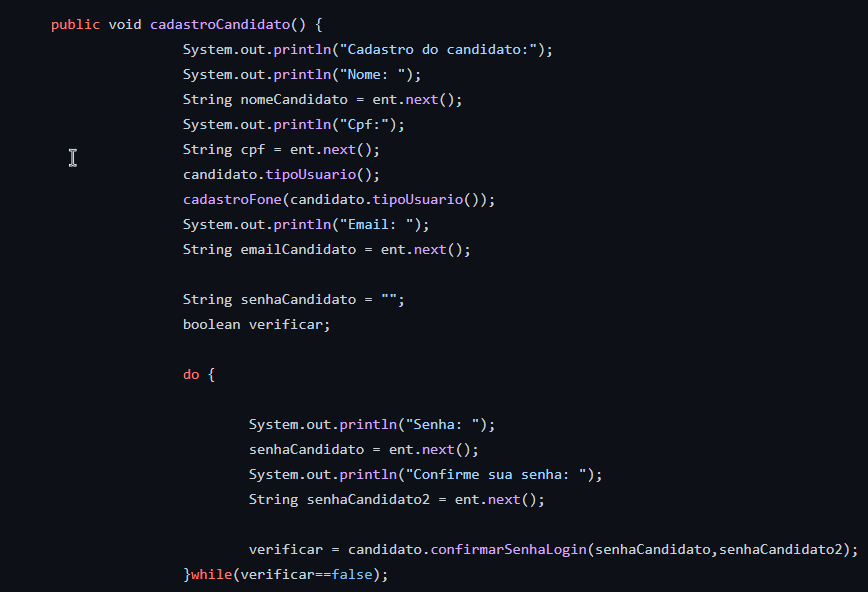 public void cadastroCandidato() {
System.out.println("Cadastro do candidato:");
System.out.println("Nome: ");
String nomeCandidato = ent.next();
System.out.println("Cpf:");
String cpf = ent.next();
candidato.tipoUsuario();
cadastroFone(candidato.tipoUsuario());
System.out.println("Email: ");
String emailCandidato = ent.next();
String senhaCandidato = "";
boolean verificar;
do {
System.out.println("Senha: ");
senhaCandidato = ent.next();
System.out.println("Confirme sua senha: ");
String senhaCandidato2 = ent.next();
verificar = candidato.confirmarSenhaLogin(senhaCandidato,senhaCandidato2);
}while(verificar==false);